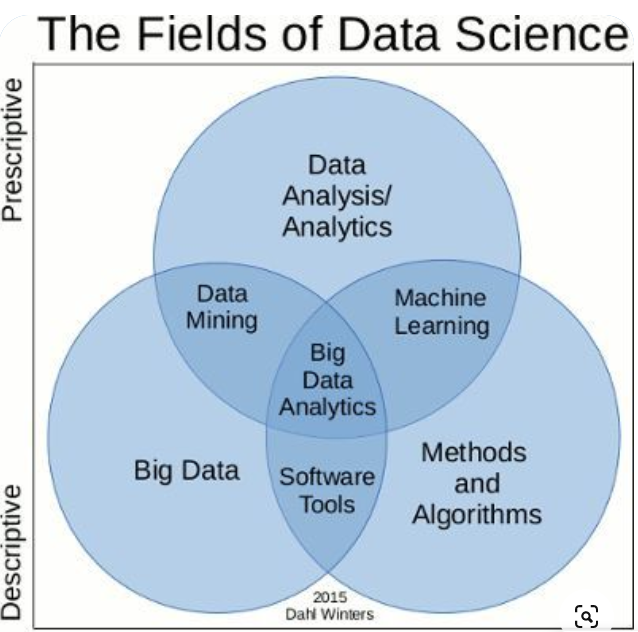 The Fields of Data Science
Prescriptive
Data
Analysis/
Analytics
Data
Mining
Machine
Learning
Big
Data
Analytics
Big Data
Methods
and
Algorithms
Software
Tools
Descriptive
2015
Dahl Winters